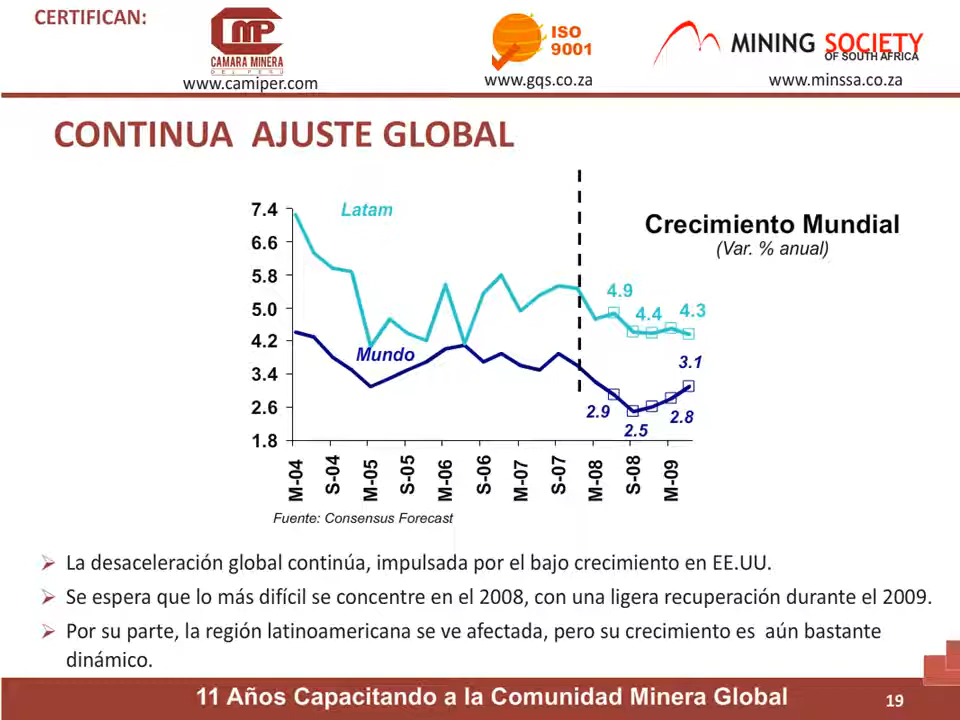 CERTIFICAN:
CMP
CAMARA MINERA
DEL PERU
www.camiper.com
ISO
9001
www.gqs.co.za
MINING SOCIETY
OF SOUTH AFRICA
www.minssa.co.za
CONTINUA AJUSTE GLOBAL
Crecimiento Mundial
(Var. % anual)
Latam
Mundo
7.4
6.6
5.8
5.0
4.2
3.4
2.6
1.8
4.9
4.4
4.3
3.1
2.9
2.5
2.8
M-04
S-04
M-05
S-05
M-06
S-06
M-07
S-07
M-08
S-08
M-09
Fuente: Consensus Forecast
La desaceleración global continúa, impulsada por el bajo crecimiento en EE.UU.
Se espera que lo más difícil se concentre en el 2008, con una ligera recuperación durante el 2009.
Por su parte, la región latinoamericana se ve afectada, pero su crecimiento es aún bastante
dinámico.
11 Años Capacitando a la Comunidad Minera Global
19